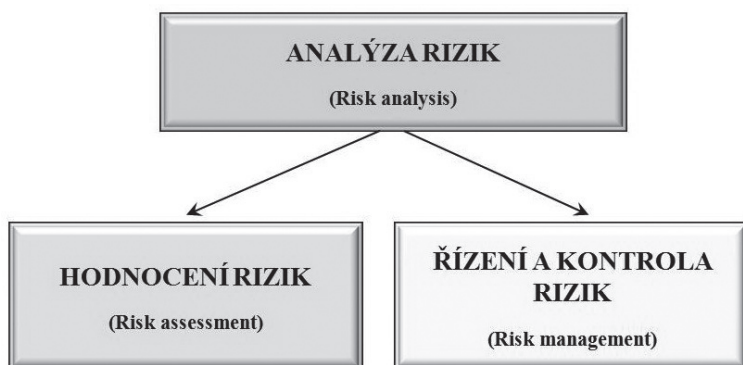 ANALÝZA RIZIK
(Risk analysis)
HODNOCENÍ RIZIK
(Risk assessment)
ŘÍZENÍ A KONTROLA
RIZIK
(Risk management)